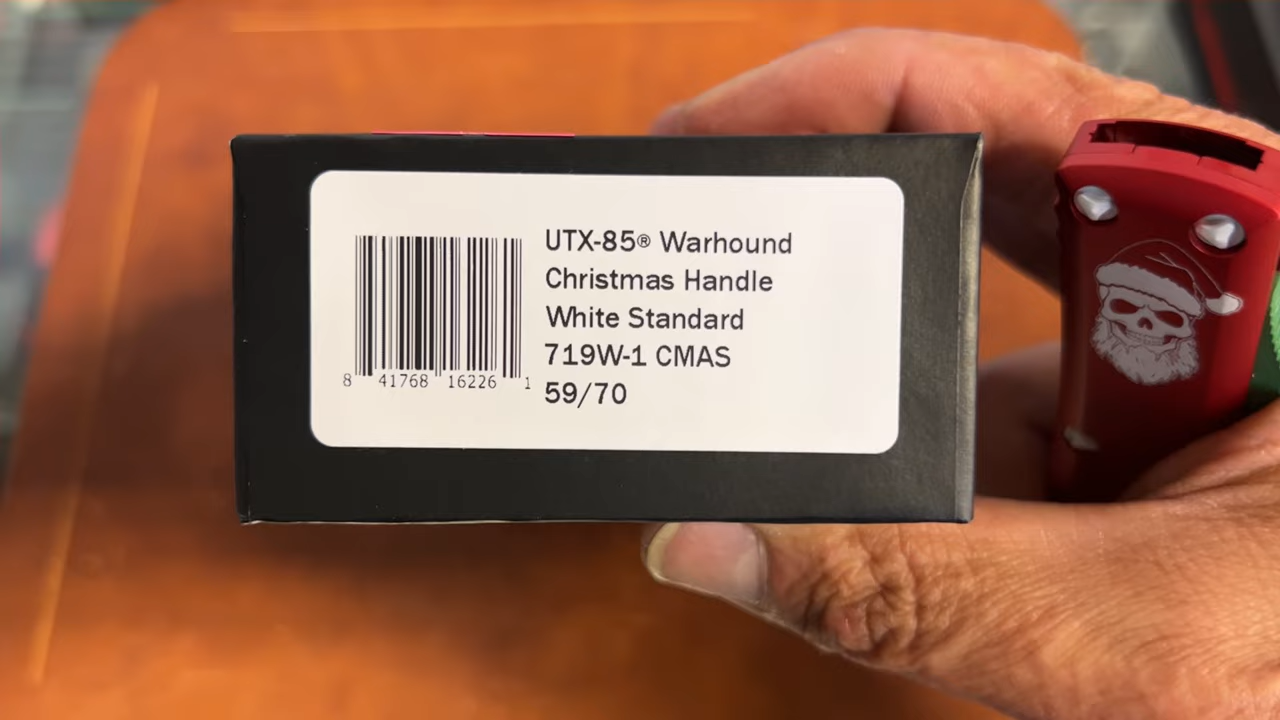 UTX-85® Warhound
Christmas Handle
White Standard
719W-1 CMAS
59/70
8 41768 16226 1